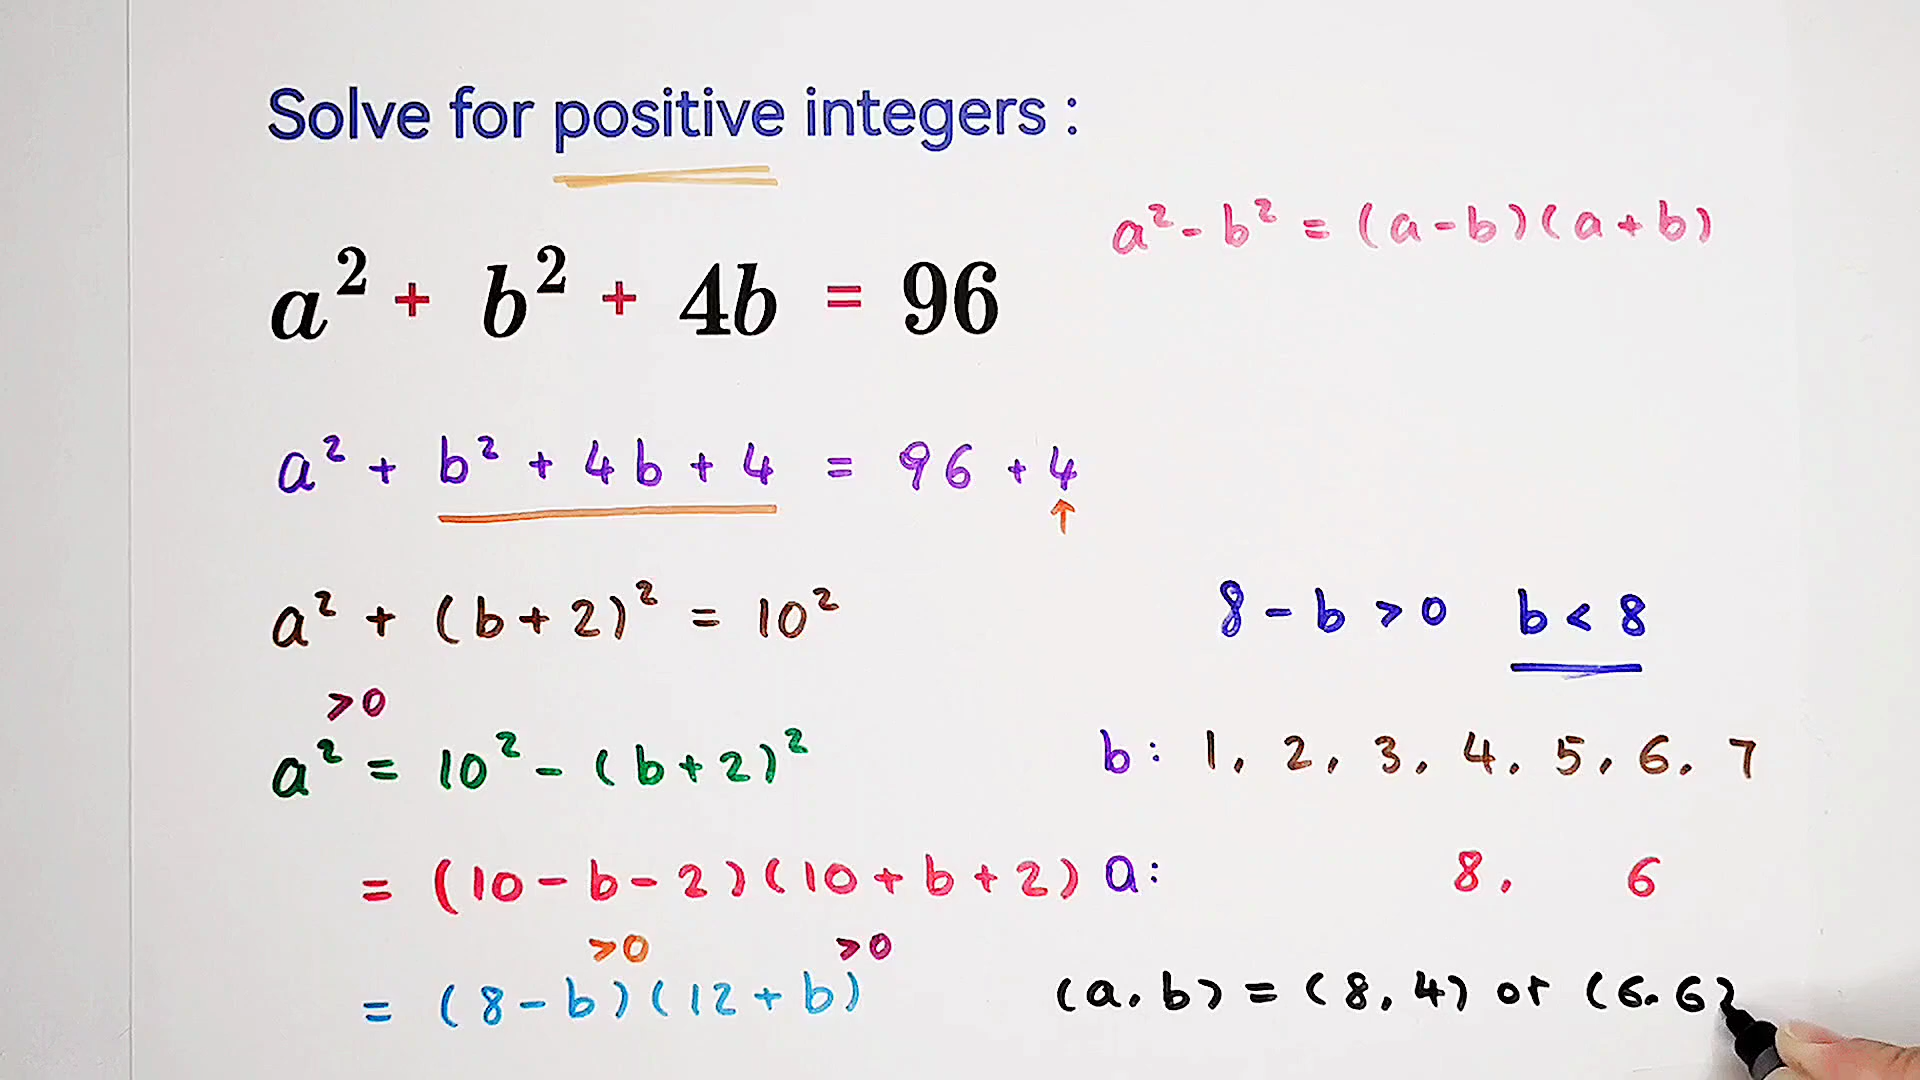 Solve for positive integers :
a² - b² = (a-b)(a+b)
a² + b² + 4b = 96
a² + b² + 4b + 4 = 96 + 4
↑
a² + (b+2)² = 10²
8 - b > 0 b < 8
>0
a² = 10² - (b+2)²
b: 1, 2, 3, 4, 5, 6, 7
= (10-b-2)(10+b+2)
a: 8, 6
>0 >0
= (8-b)(12+b)
(a,b) = (8,4) or (6,6)